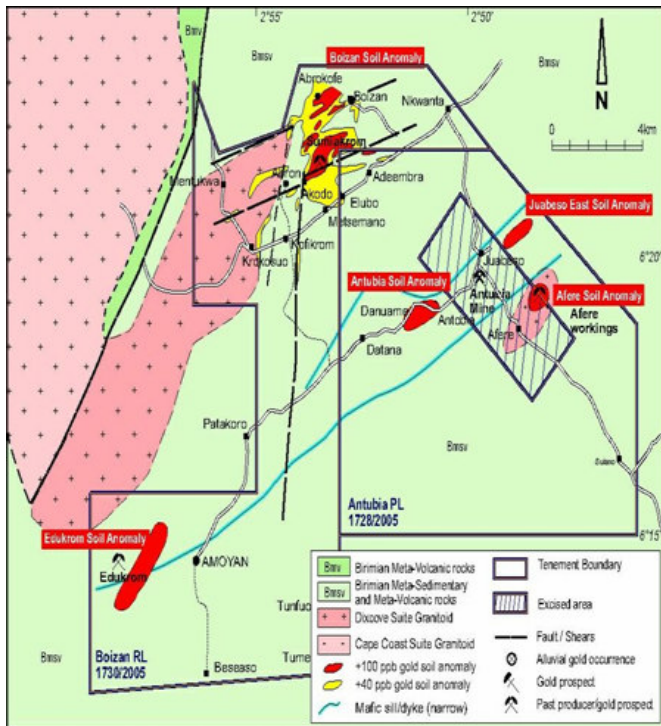 2°55'
2°50'
Bmv
Bmsv
Bmsv
Boizan Soil Anomaly
Abrokofe
Boizan
Nkwanta
N
0
4km
Sumiakrom
Mentukwa
Adeembra
Akodo
Elubo
Metsemano
Kofikrom
Krokosuo
Juabeso East Soil Anomaly
6°20'
Juabeso
Antubia Soil Anomaly
Antubia
Mine
Afere Soil Anomaly
Danuame
Antobia
Afere
Afere
workings
Datana
Patakoro
Bmsv
Antubia PL
1728/2005
6°15'
Edukrom Soil Anomaly
Edukrom
AMOYAN
Boizan RL
1730/2005
Beseaso
Bmsv
Tunfuo
Tume
Bmv
Birimian Meta-Volcanic rocks
Bmsv
Birimian Meta-Sedimentary
and Meta-Volcanic rocks
Dixcove Suite Granitoid
Cape Coast Suite Granitoid
+100 ppb gold soil anomaly
+40 ppb gold soil anomaly
Mafic sill/dyke (narrow)
Tenement Boundary
Excised area
Fault / Shears
Alluvial gold occurrence
Gold prospect
Past producer/gold prospect